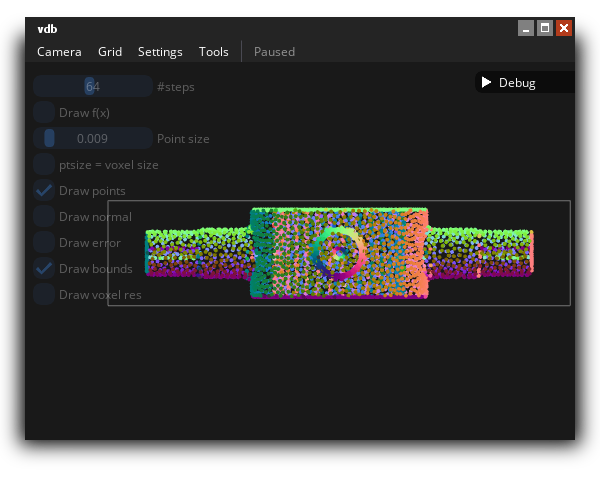 vdb
Camera Grid Settings Tools Paused
64 #steps
Debug
Draw f(x)
0.009 Point size
ptsize = voxel size
Draw points
Draw normal
Draw error
Draw bounds
Draw voxel res